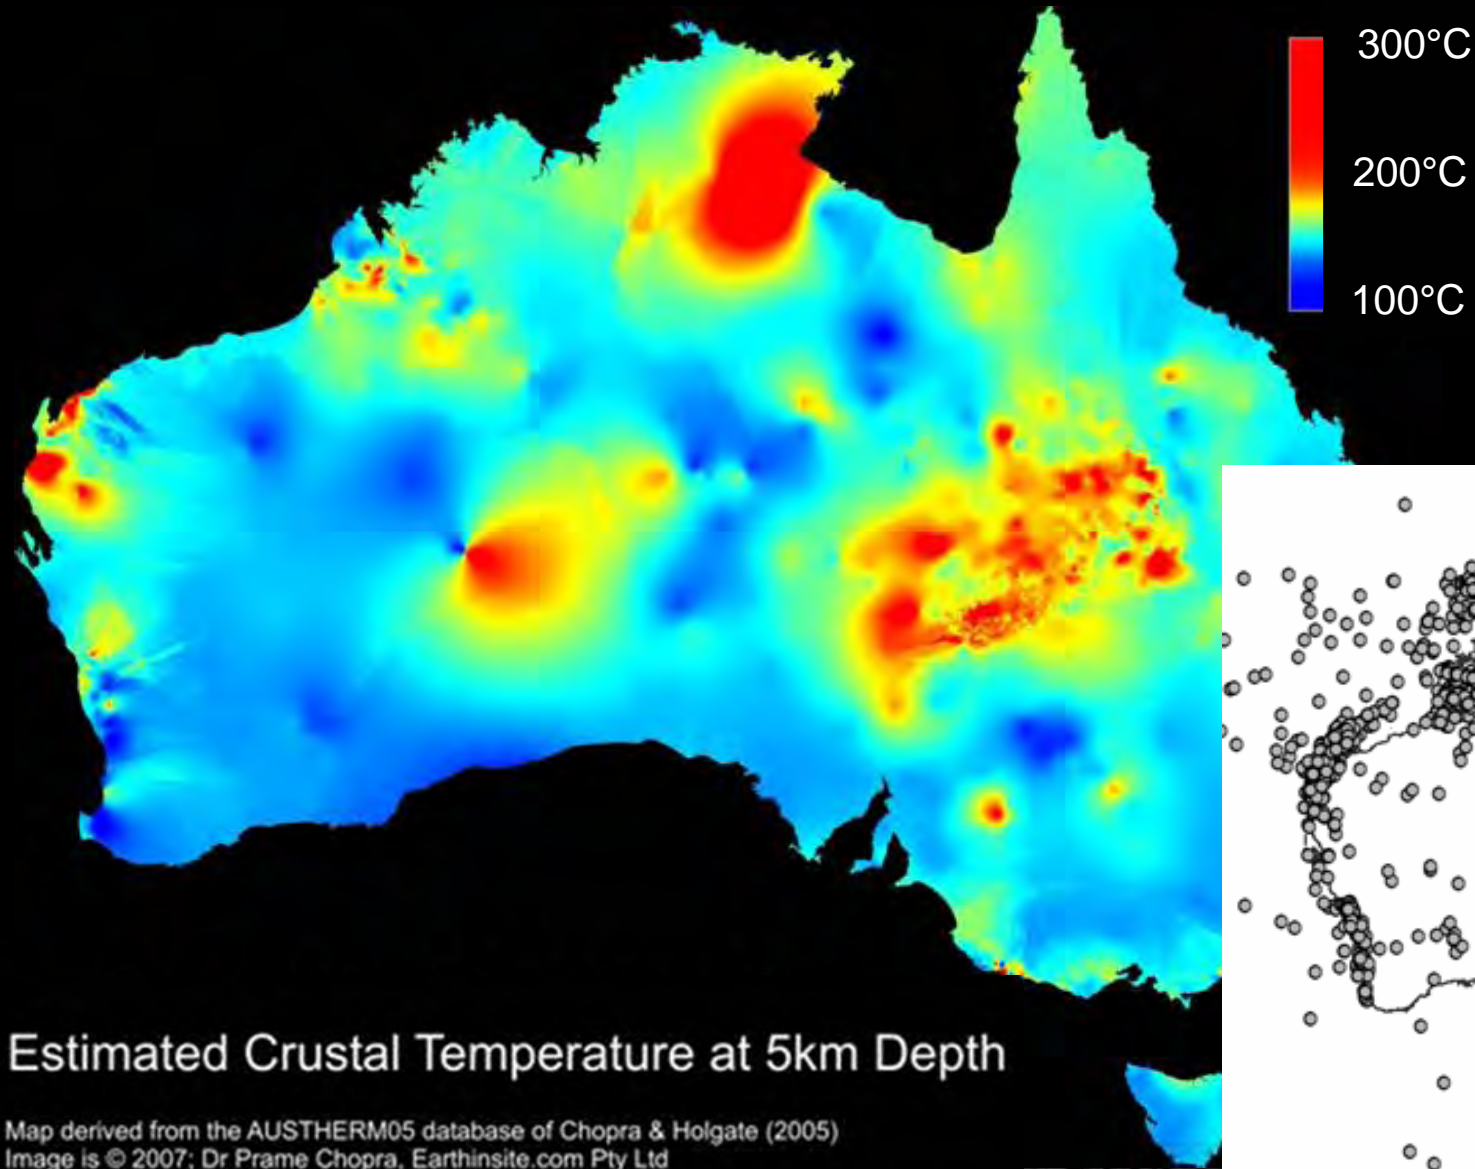 300°C
200°C
100°C
Estimated Crustal Temperature at 5km Depth
Map derived from the AUSTHERM05 database of Chopra & Holgate (2005)
Image is © 2007; Dr Prame Chopra, Earthinsite.com Pty Ltd